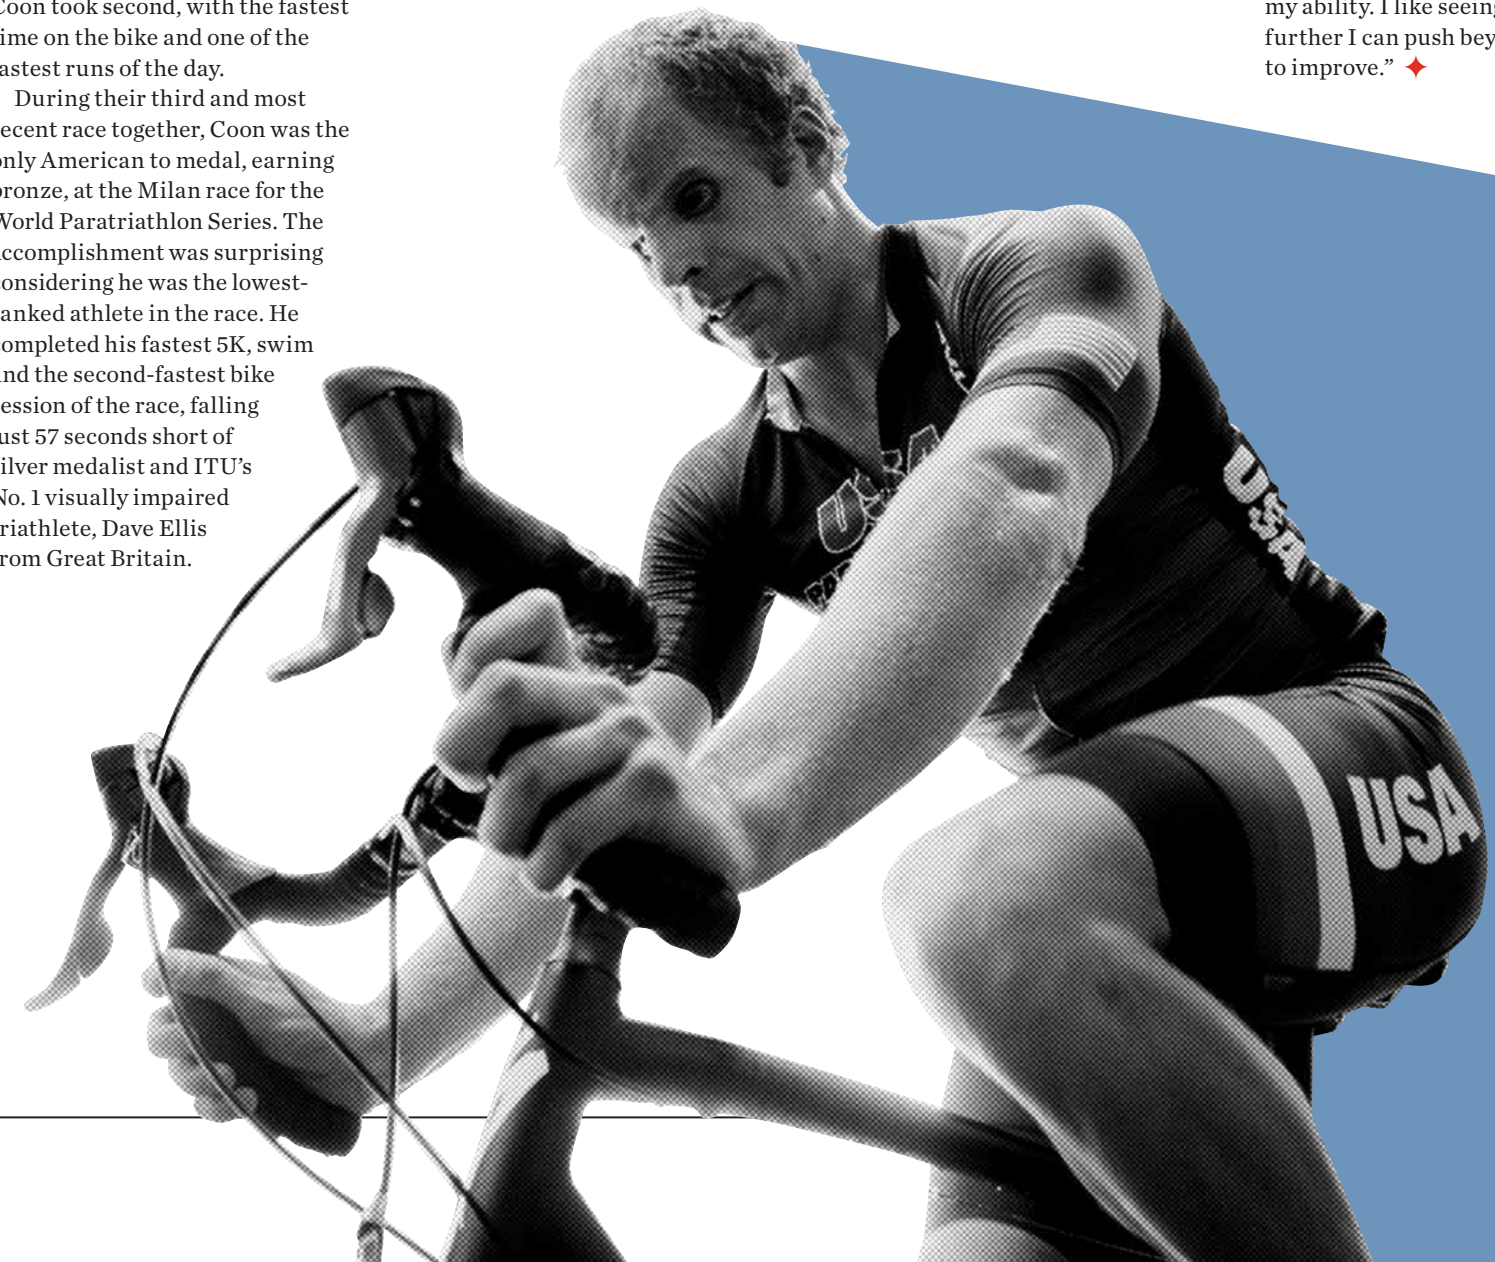 Coon took second, with the fastest
time on the bike and one of the
fastest runs of the day.
During their third and most
recent race together, Coon was the
only American to medal, earning
bronze, at the Milan race for the
World Paratriathlon Series. The
accomplishment was surprising
considering he was the lowest-
ranked athlete in the race. He
completed his fastest 5K, swim
and the second-fastest bike
session of the race, falling
just 57 seconds short of
silver medalist and ITU’s
No. 1 visually impaired
triathlete, Dave Ellis
from Great Britain.
my ability. I like seeing
further I can push bey
to improve.”
USA
USA
USA